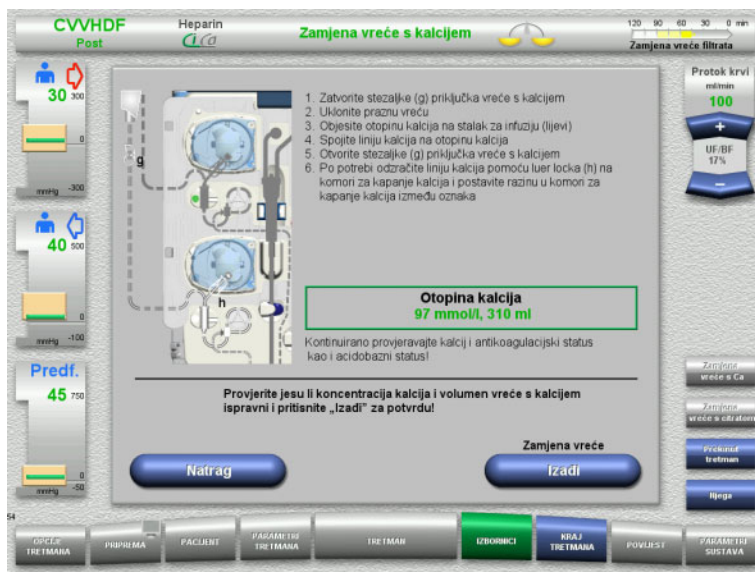 CVVHDF
Post
Heparin
Ci Ca
Zamjena vreće s kalcijem
120 90 60 30 0 min
Zamjena vreće filtrata
30 300
0
mmHg -300
40 500
0
mmHg -100
Predf.
45 750
0
mmHg -50
g
h
1. Zatvorite stezaljke (g) priključka vreće s kalcijem
2. Uklonite praznu vreću
3. Objesite otopinu kalcija na stalak za infuziju (lijevi)
4. Spojite liniju kalcija na otopinu kalcija
5. Otvorite stezaljke (g) priključka vreće s kalcijem
6. Po potrebi odzračite liniju kalcija pomoću luer locka (h) na
komori za kapanje kalcija i postavite razinu u komori za
kapanje kalcija između oznaka
Otopina kalcija
97 mmol/l, 310 ml
Kontinuirano provjeravajte kalcij i antikoagulacijski status
kao i acidobazni status!
Provjerite jesu li koncentracija kalcija i volumen vreće s kalcijem
ispravni i pritisnite „Izađi” za potvrdu!
Zamjena vreće
Natrag
Izađi
Protok krvi
ml/min
100
+
UF/BF
17%
–
Zamjena
vreće s Ca
Zamjena
vreće s citratom
Prekinuf
tretman
Njega
54
OPCIJE
TRETMANA
PRIPREMA
PACIJENT
PARAMETRI
TRETMANA
TRETMAN
IZBORNICI
KRAJ
TRETMANA
POVIJEST
PARAMETRI
SUSTAVA